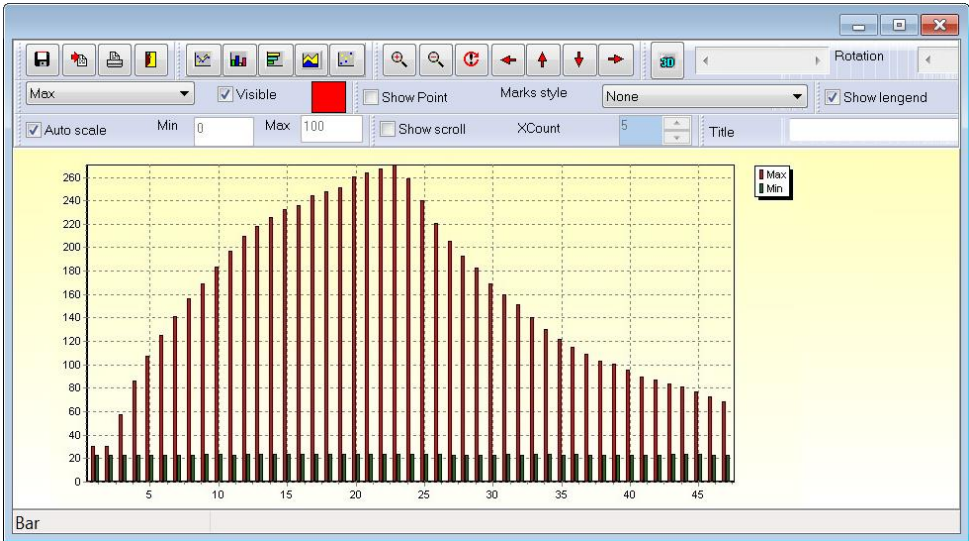 3D
Rotation
Max
Visible
Show Point
Marks style
None
Show lengend
Auto scale
Min
0
Max
100
Show scroll
XCount
5
Title
260
240
220
200
180
160
140
120
100
80
60
40
20
0
5 10 15 20 25 30 35 40 45
Max
Min
Bar